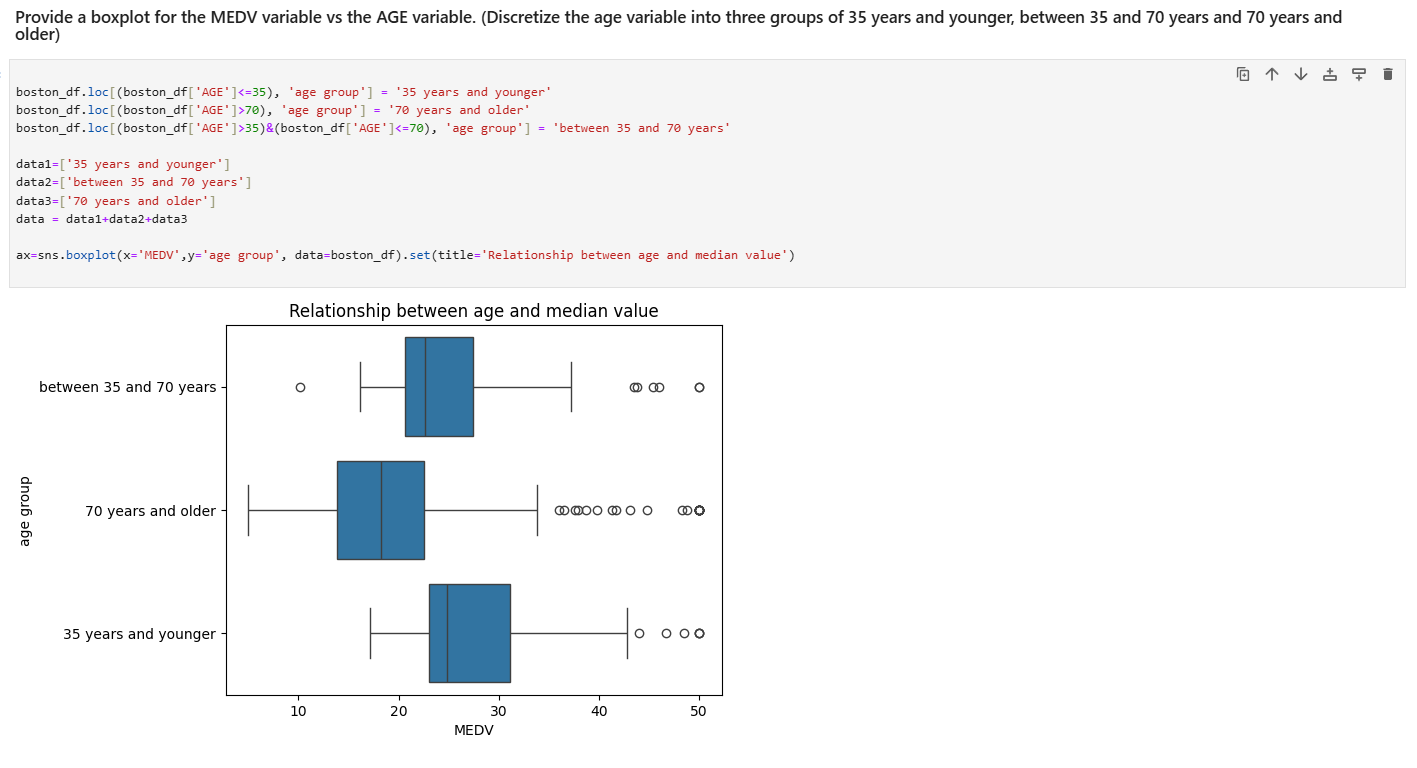 Provide a boxplot for the MEDV variable vs the AGE variable. (Discretize the age variable into three groups of 35 years and younger, between 35 and 70 years and 70 years and
older)
boston_df.loc[(boston_df['AGE']<=35), 'age group'] = '35 years and younger'
boston_df.loc[(boston_df['AGE']>70), 'age group'] = '70 years and older'
boston_df.loc[(boston_df['AGE']>35)&(boston_df['AGE']<=70), 'age group'] = 'between 35 and 70 years'
data1=['35 years and younger']
data2=['between 35 and 70 years']
data3=['70 years and older']
data = data1+data2+data3
ax=sns.boxplot(x='MEDV',y='age group', data=boston_df).set(title='Relationship between age and median value')
Relationship between age and median value
between 35 and 70 years
70 years and older
35 years and younger
age group
10 20 30 40 50
MEDV